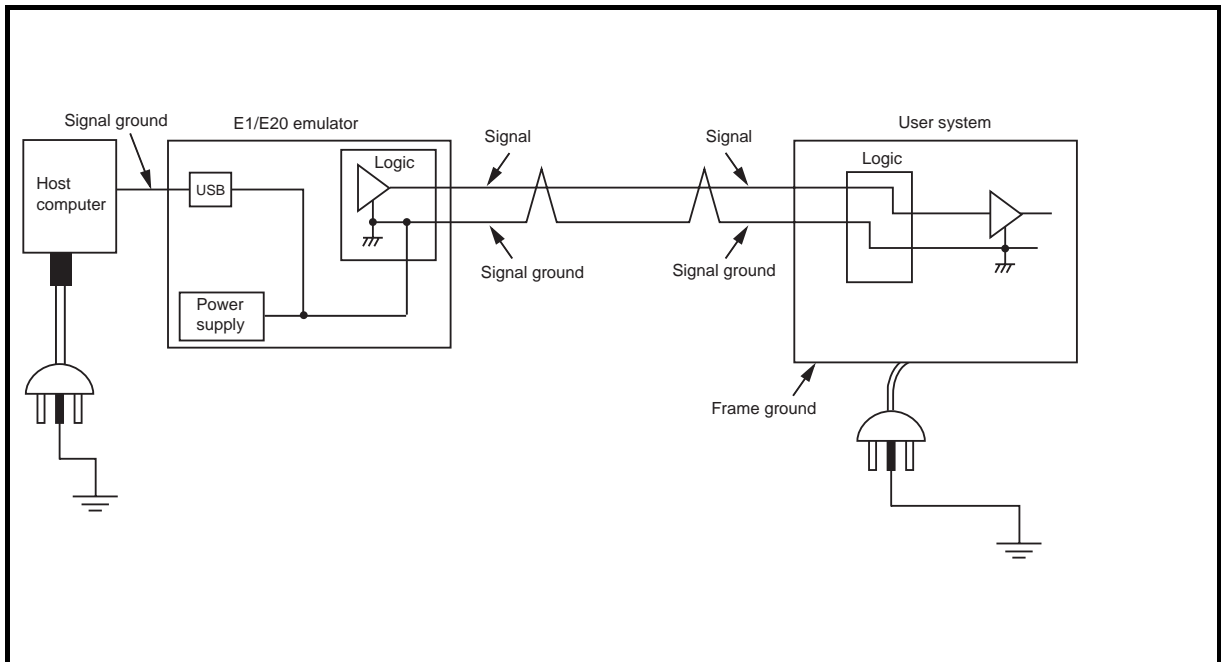 Signal ground
E1/E20 emulator
User system
Signal
Signal
Logic
Logic
Host
computer
USB
Signal ground
Signal ground
Power
supply
Frame ground